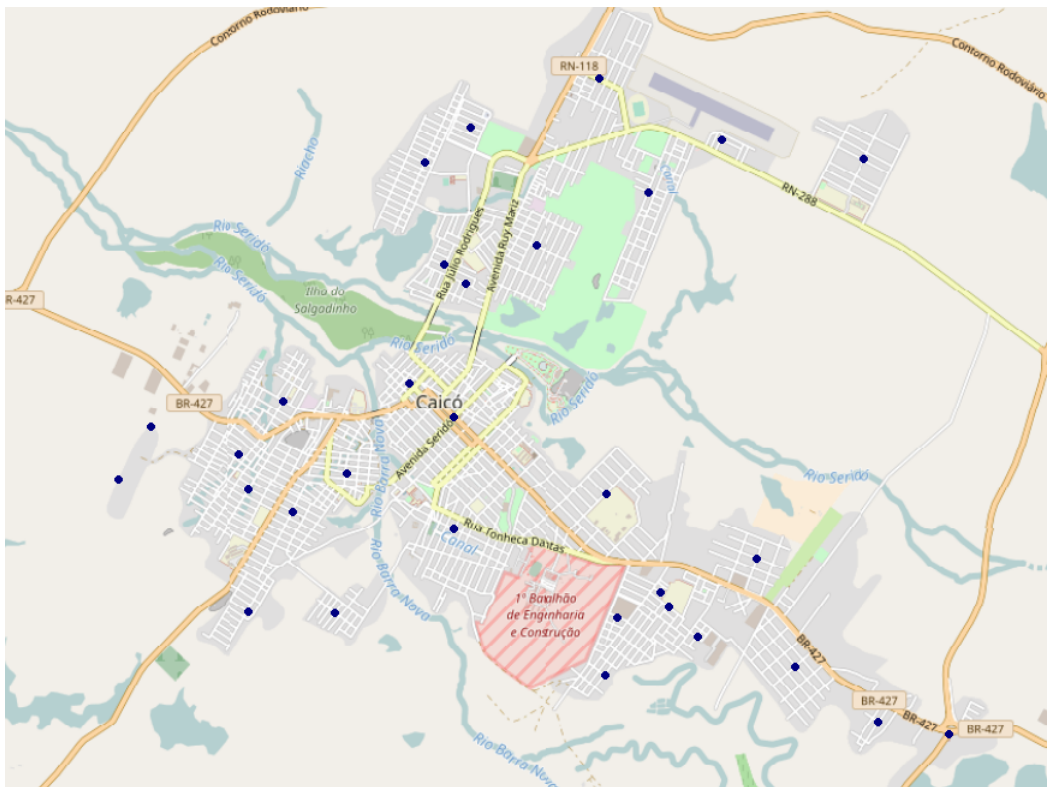 Contorno Rodoviário
Contorno Rodoviário
RN-118
Riacho
Canal
RN-288
Rio Seridó
Rua Júlio Rodrigues
Avenida Ruy Mariz
Rio Seridó
Ilha do
Salgadinho
R-427
Rio Seridó
Rio Seridó
BR-427
Caicó
Avenida Seridó
Rio Barra Nova
Rio Seridó
Rua Tonheca Dantas
Canal
Rio Barra Nova
1º Batalhão
de Engenharia
e Construção
BR-427
BR-427
BR-427
BR-427
Rio Barra Nova